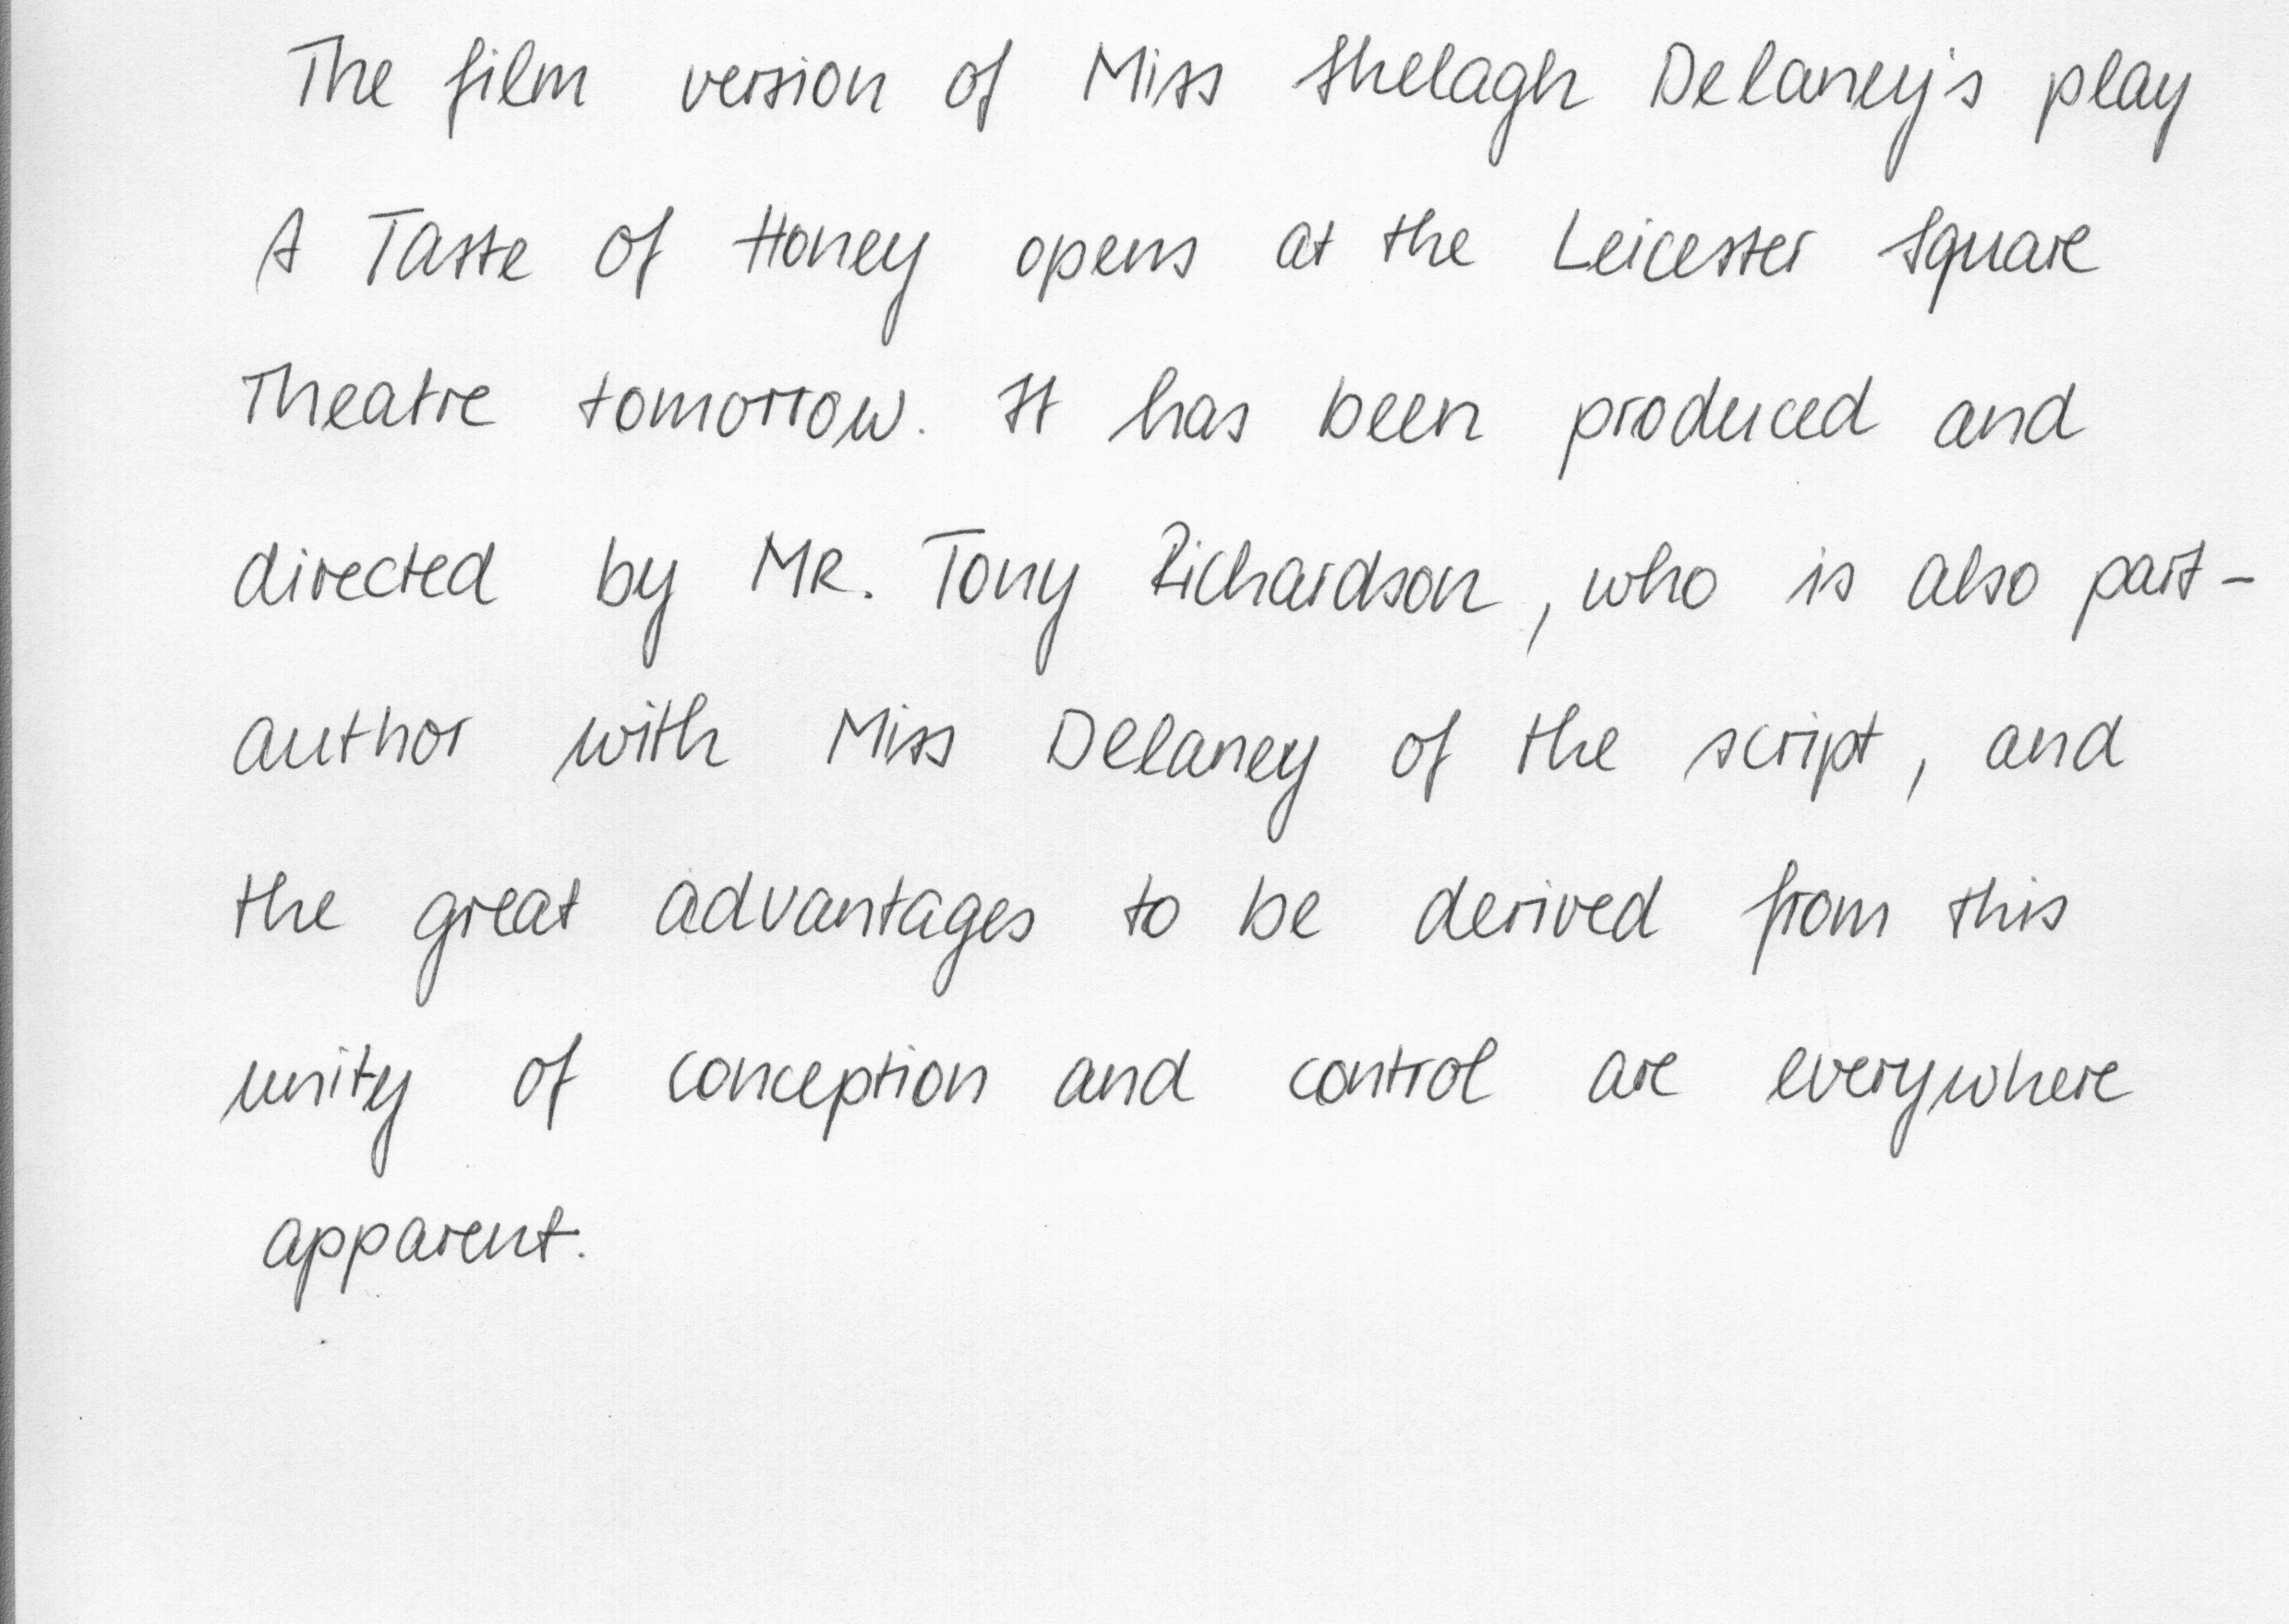 The film version of Miss Shelagh Delaney's play
A Taste of Honey opens at the Leicester Square
Theatre tomorrow. It has been produced and
directed by MR. Tony Richardson, who is also part-
author with Miss Delaney of the script, and
the great advantages to be derived from this
unity of conception and control are everywhere
apparent.